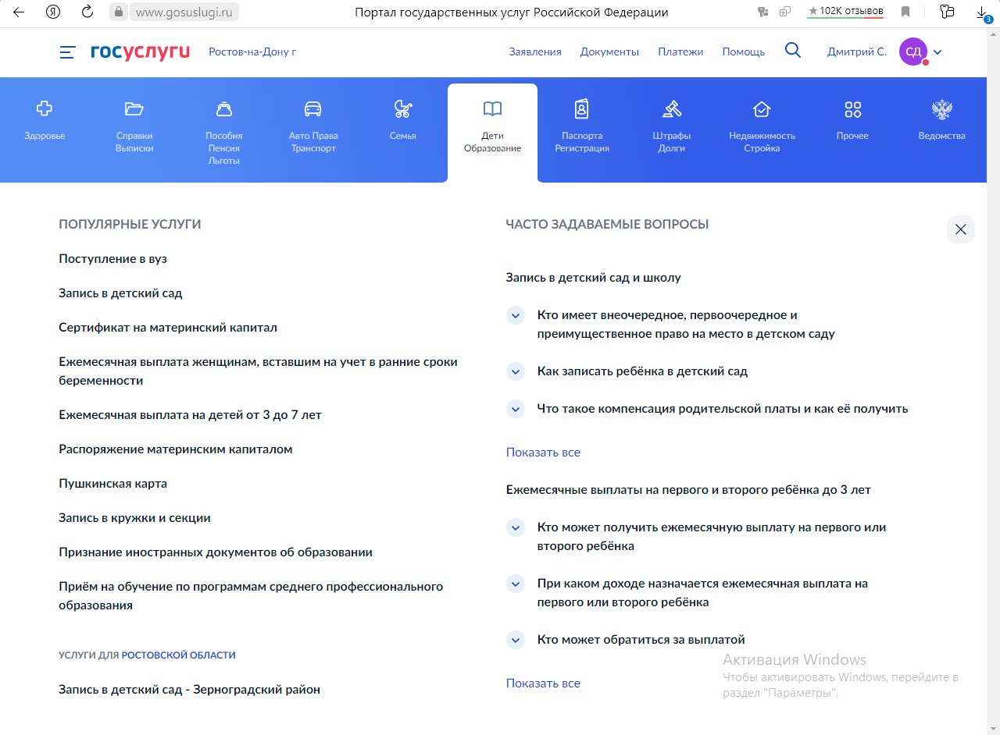 www.gosuslugi.ru
Портал государственных услуг Российской Федерации
★ 102К отзывов
3
госуслуги
Ростов-на-Дону г
Заявления
Документы
Платежи
Помощь
Дмитрий С.
СД
Здоровье
Справки
Выписки
Пособия
Пенсия
Льготы
Авто Права
Транспорт
Семья
Дети
Образование
Паспорта
Регистрация
Штрафы
Долги
Недвижимость
Стройка
Прочее
Ведомства
ПОПУЛЯРНЫЕ УСЛУГИ
Поступление в вуз
Запись в детский сад
Сертификат на материнский капитал
Ежемесячная выплата женщинам, вставшим на учет в ранние сроки
беременности
Ежемесячная выплата на детей от 3 до 7 лет
Распоряжение материнским капиталом
Пушкинская карта
Запись в кружки и секции
Признание иностранных документов об образовании
Приём на обучение по программам среднего профессионального
образования
УСЛУГИ ДЛЯ РОСТОВСКОЙ ОБЛАСТИ
Запись в детский сад - Зерноградский район
ЧАСТО ЗАДАВАЕМЫЕ ВОПРОСЫ
Запись в детский сад и школу
Кто имеет внеочередное, первоочередное и
преимущественное право на место в детском саду
Как записать ребёнка в детский сад
Что такое компенсация родительской платы и как её получить
Показать все
Ежемесячные выплаты на первого и второго ребёнка до 3 лет
Кто может получить ежемесячную выплату на первого или
второго ребёнка
При каком доходе назначается ежемесячная выплата на
первого или второго ребёнка
Кто может обратиться за выплатой
Показать все
Активация Windows
Чтобы активировать Windows, перейдите в
раздел "Параметры".